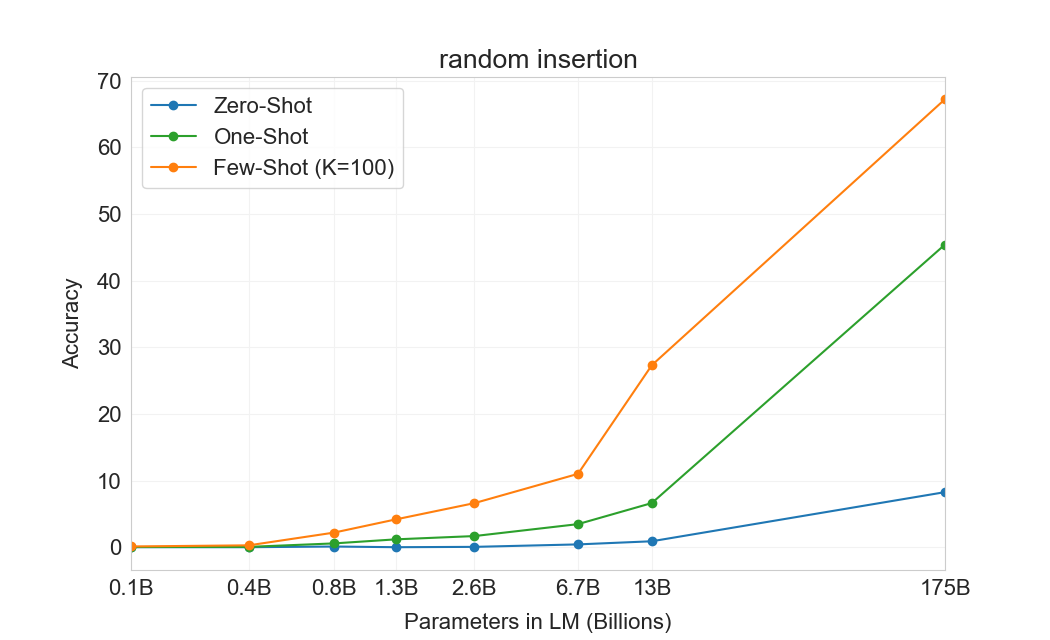 random insertion
Zero-Shot
One-Shot
Few-Shot (K=100)
Accuracy
70
60
50
40
30
20
10
0
0.1B 0.4B 0.8B 1.3B 2.6B 6.7B 13B 175B
Parameters in LM (Billions)